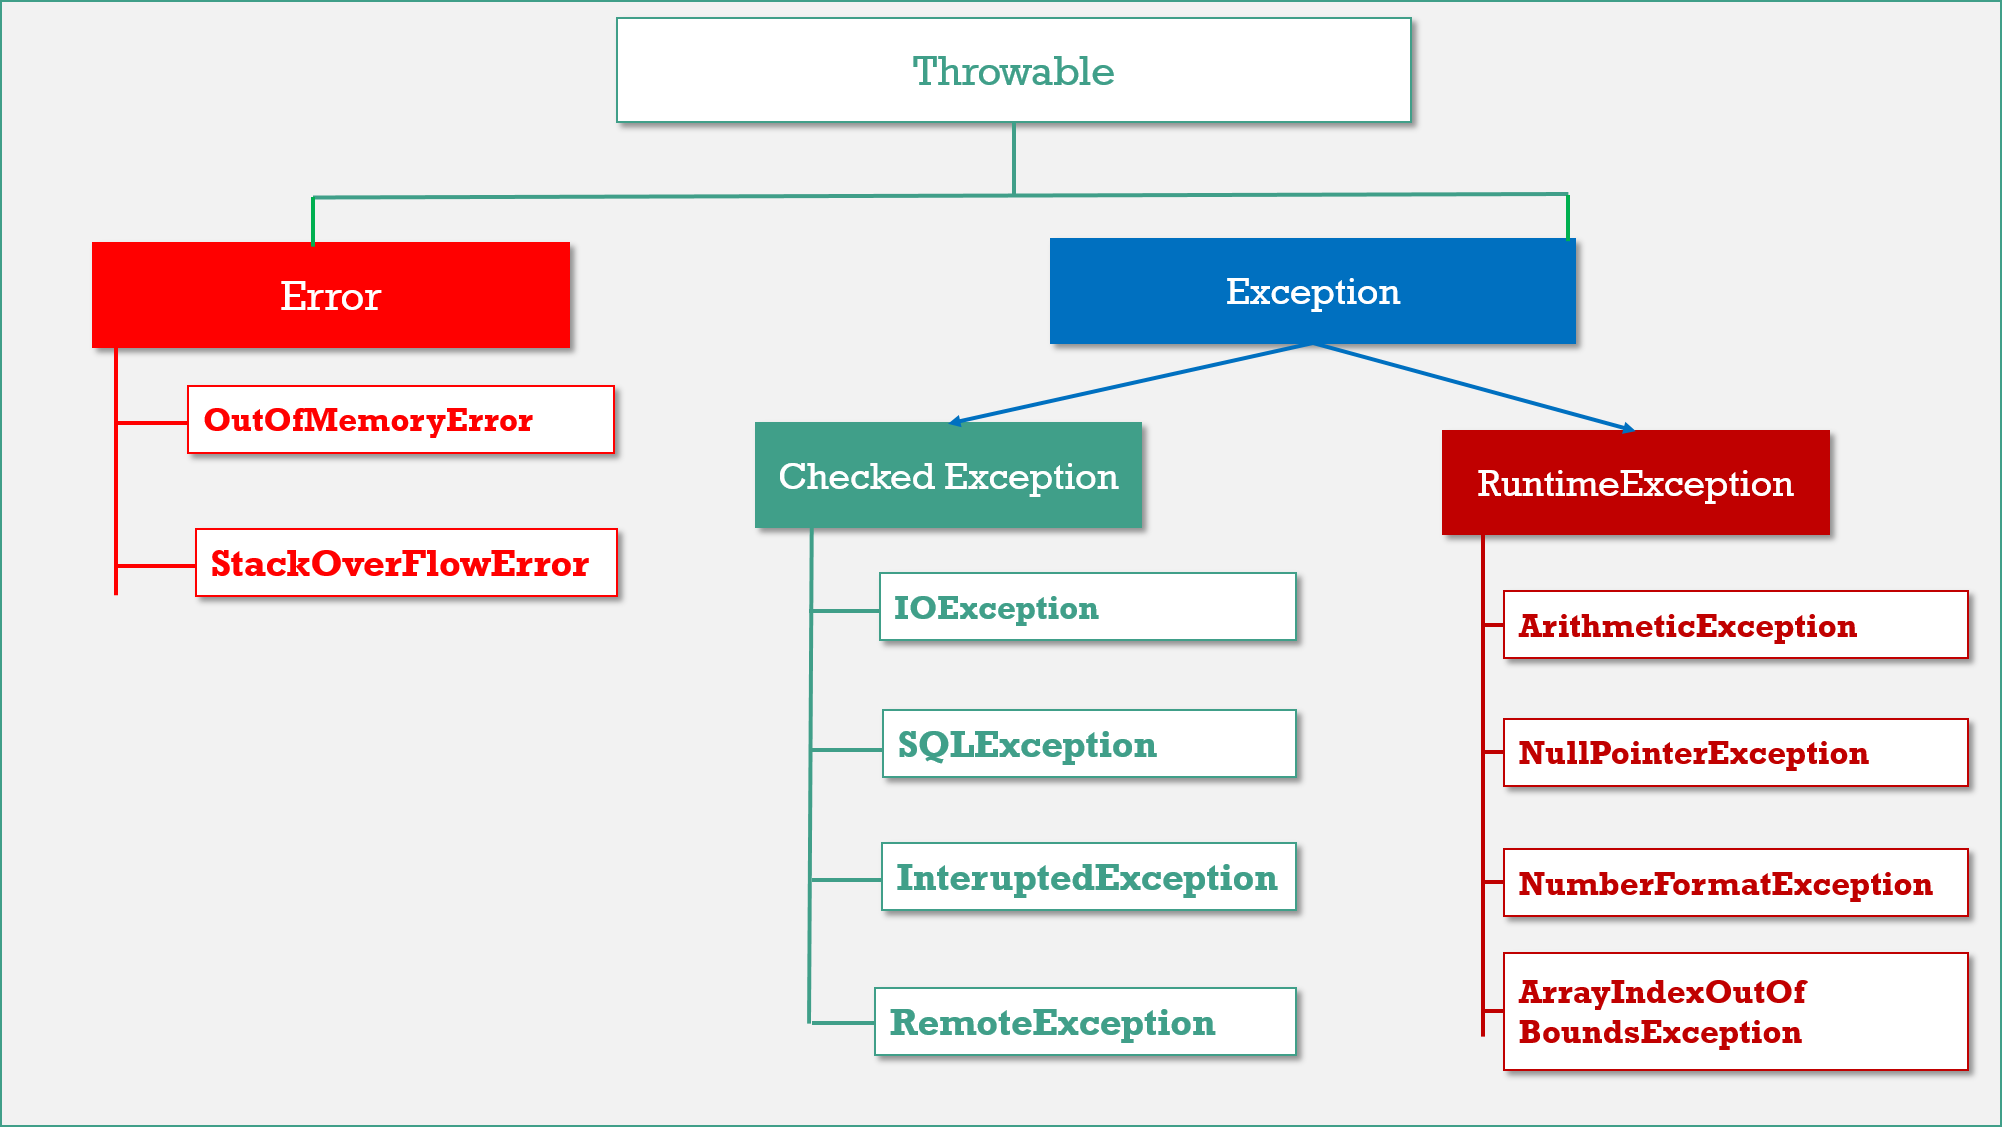 Throwable
Error
Exception
OutOfMemoryError
StackOverFlowError
Checked Exception
IOException
SQLException
InteruptedException
RemoteException
RuntimeException
ArithmeticException
NullPointerException
NumberFormatException
ArrayIndexOutOf
BoundsException